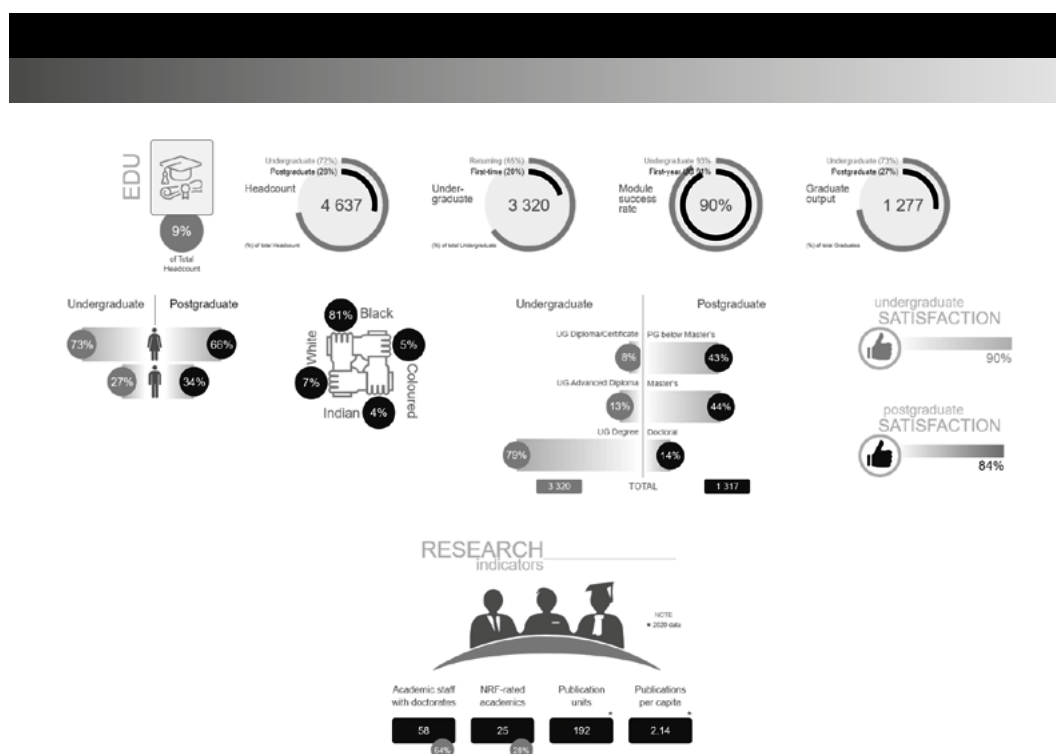 EDU
9%
of Total
Headcount
Undergraduate (72%)
Postgraduate (28%)
Headcount
4 637
(%) of total Headcount
Returning (65%)
First-time (20%)
Under-
graduate
3 320
(%) of total Undergraduate
Undergraduate 93%
First-year
Module
success
rate
90%
Undergraduate (73%)
Postgraduate (27%)
Graduate
output
1 277
(%) of total Graduates
Undergraduate Postgraduate
73% 66%
27% 34%
81% Black
White 5%
7% Coloured
Indian 4%
Undergraduate Postgraduate
UG Diploma/Certificate PG below Master's
8% 43%
UG Advanced Diploma Master's
13% 44%
UG Degree Doctoral
79% 14%
3 320 TOTAL 1 317
undergraduate
SATISFACTION
90%
postgraduate
SATISFACTION
84%
RESEARCH
indicators
NOTE
★ 2020 data
Academic staff
with doctorates
58
64%
NRF-rated
academics
25
28%
Publication
units
*
192
Publications
per capita
*
2.14